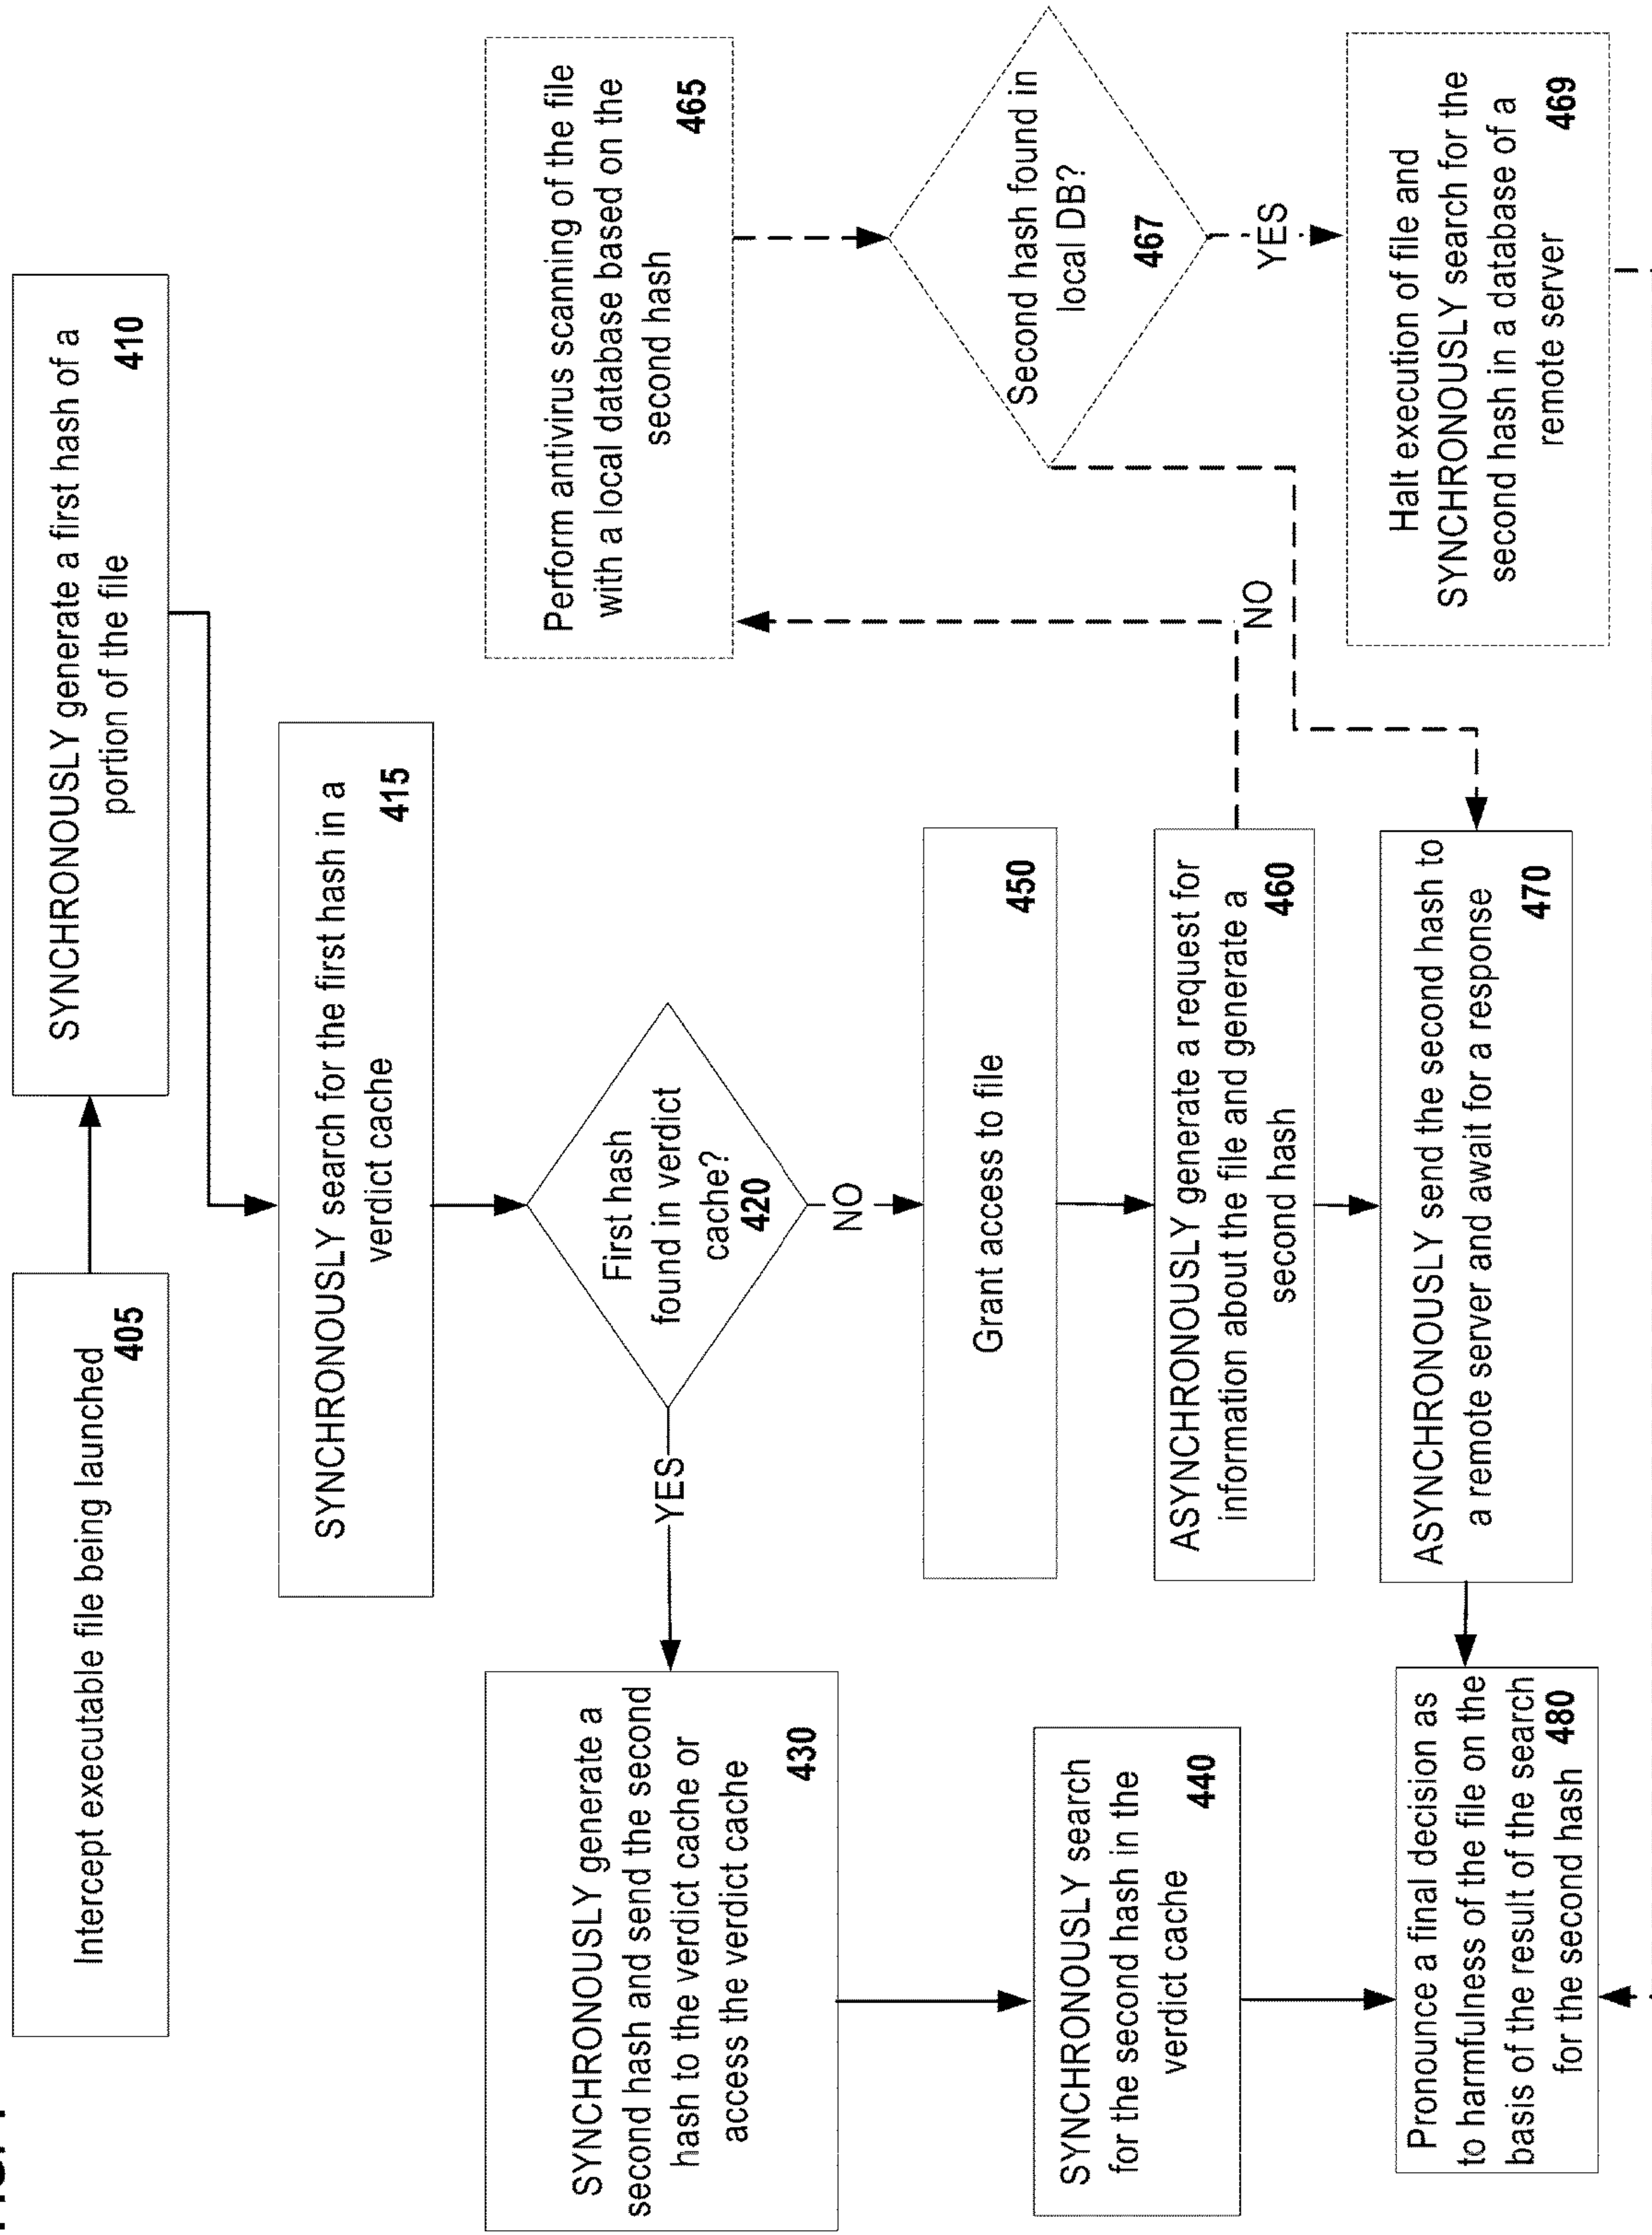 Intercept executable file being launched
405
SYNCHRONOUSLY generate a first hash of a
portion of the file
410
SYNCHRONOUSLY search for the first hash in a
verdict cache
415
First hash
found in verdict
cache?
420
YES
NO
SYNCHRONOUSLY generate a
second hash and send the second
hash to the verdict cache or
access the verdict cache
430
SYNCHRONOUSLY search
for the second hash in the
verdict cache
440
Grant access to file
450
ASYNCHRONOUSLY generate a request for
information about the file and generate a
second hash
460
NO
Perform antivirus scanning of the file
with a local database based on the
second hash
465
Second hash found in
local DB?
467
YES
Halt execution of file and
SYNCHRONOUSLY search for the
second hash in a database of a
remote server
469
ASYNCHRONOUSLY send the second hash to
a remote server and await for a response
470
Pronounce a final decision as
to harmfulness of the file on the
basis of the result of the search
for the second hash
480